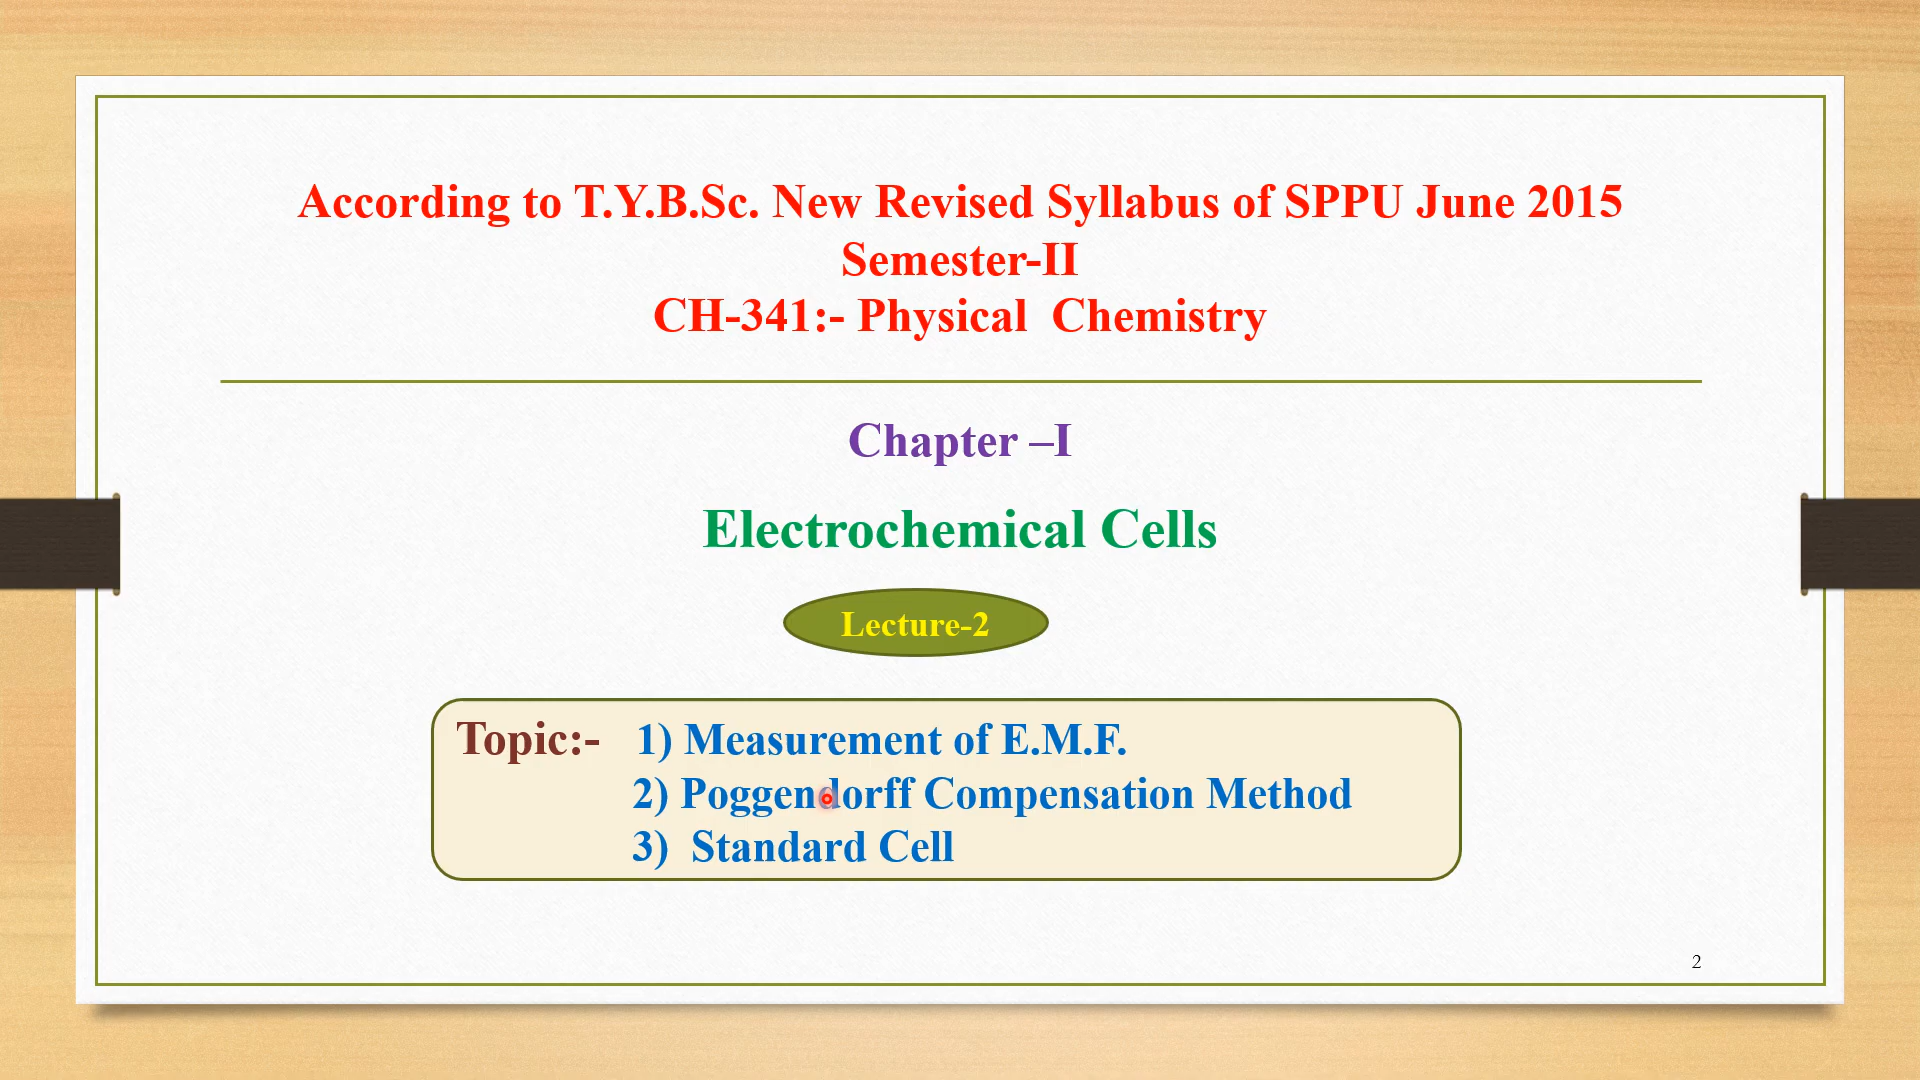 According to T.Y.B.Sc. New Revised Syllabus of SPPU June 2015
Semester-II
CH-341:- Physical  Chemistry
Chapter –I
Electrochemical Cells
Lecture-2
Topic:- 1) Measurement of E.M.F.
2) Poggendorff Compensation Method
3) Standard Cell
2